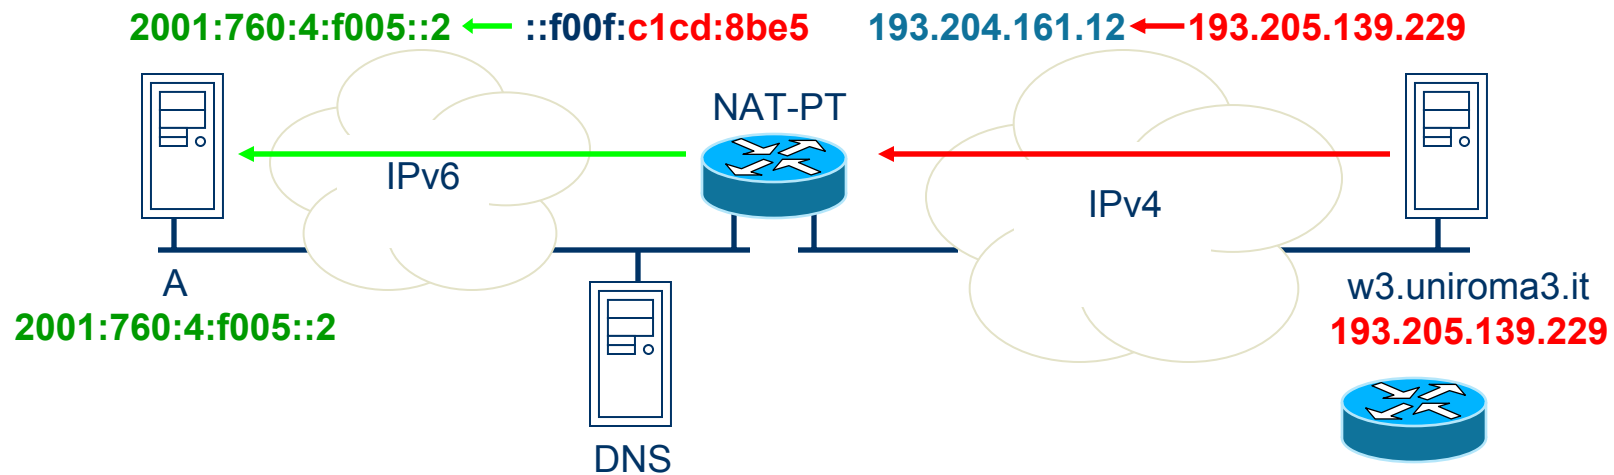 2001:760:4:f005::2 ::f00f:c1cd:8be5 193.204.161.12 193.205.139.229
NAT-PT
IPv6
IPv4
A
2001:760:4:f005::2
w3.uniroma3.it
193.205.139.229
DNS